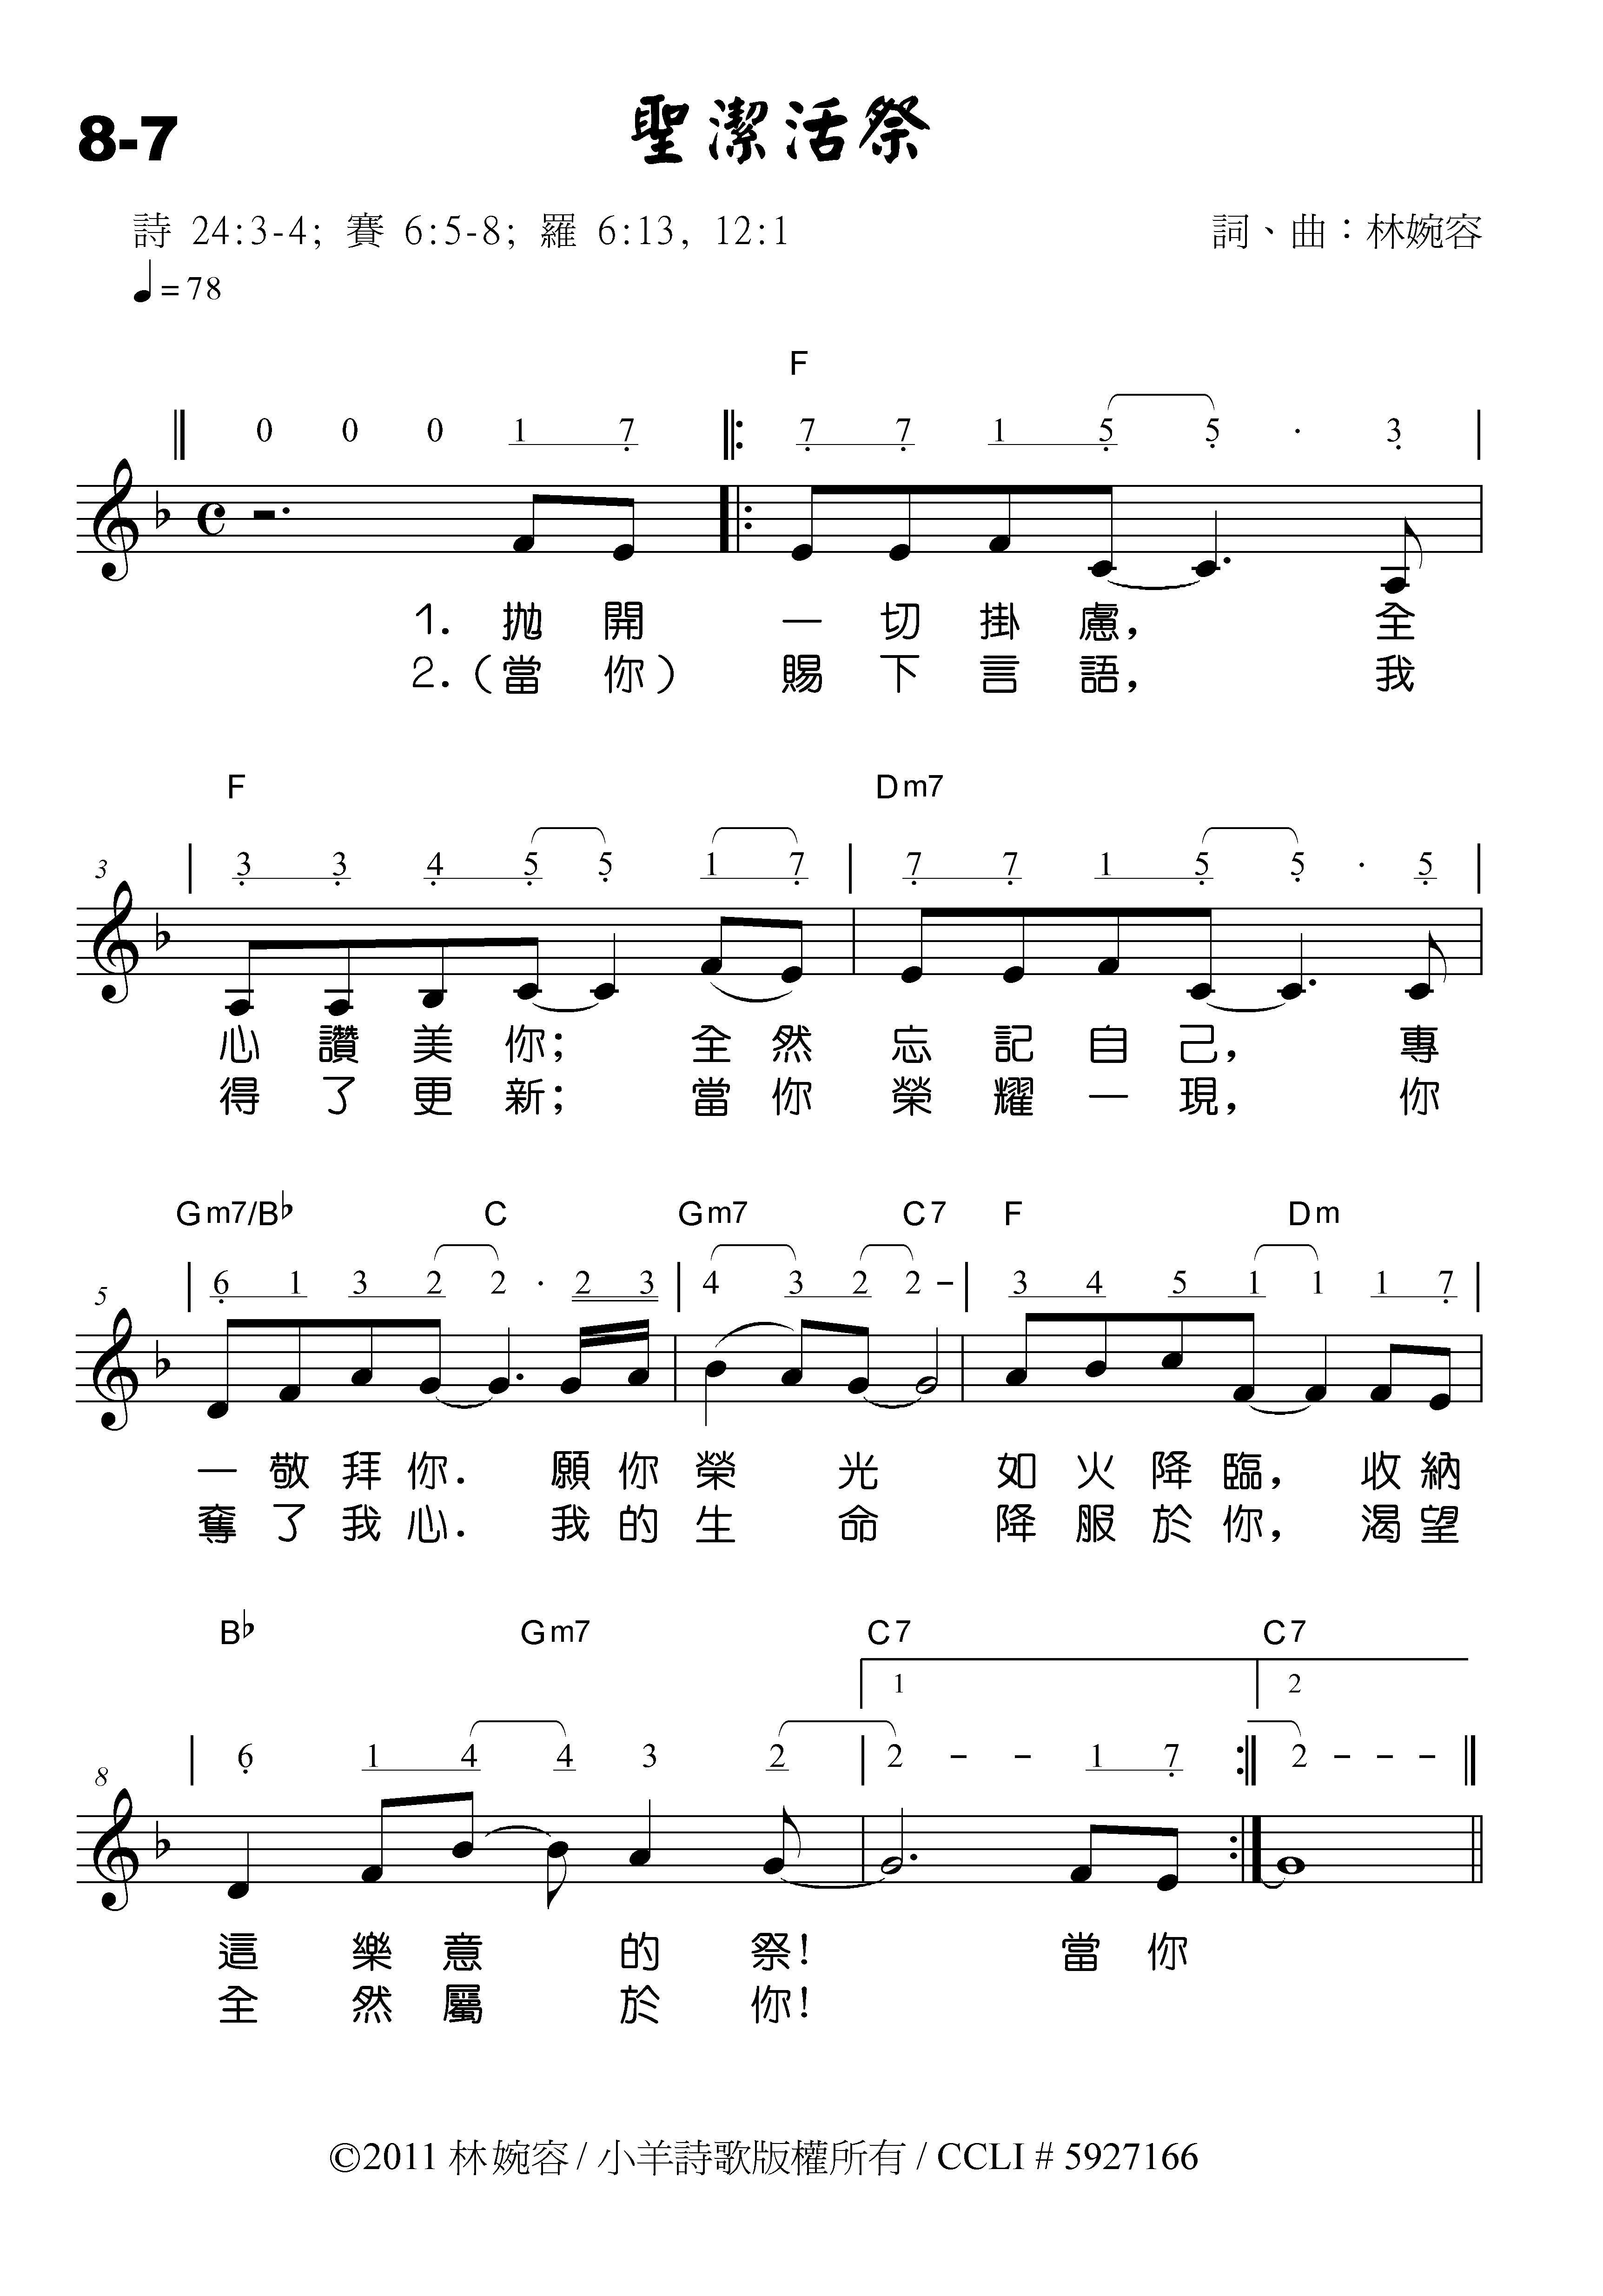 8-7
聖潔活祭
詩 24:3-4; 賽 6:5-8; 羅 6:13, 12:1
詞、曲：林婉容
♩=78
F
0 0 0 1 7 7 7 1 5 5 · 3
1. 拋開 一切掛慮, 全
2.(當你) 賜下言語, 我
F Dm7
3
3 3 4 5 5 1 7 7 7 1 5 5 · 5
心讚美你; 全然忘記自己, 專
得了更新; 當你榮耀一現, 你
Gm7/B♭ C Gm7 C7 F Dm
5
6 1 3 2 2 · 2 3 4 3 2 2 – 3 4 5 1 1 1 7
一敬拜你. 願你榮光 如火降臨, 收納
奪了我心. 我的生命 降服於你, 渴望
B♭ Gm7 C7 C7
1 2
8
6 1 4 4 3 2 2 – – 1 7 2 – – –
這樂意的祭! 當你
全然屬於你!
©2011 林婉容 / 小羊詩歌版權所有 / CCLI # 5927166